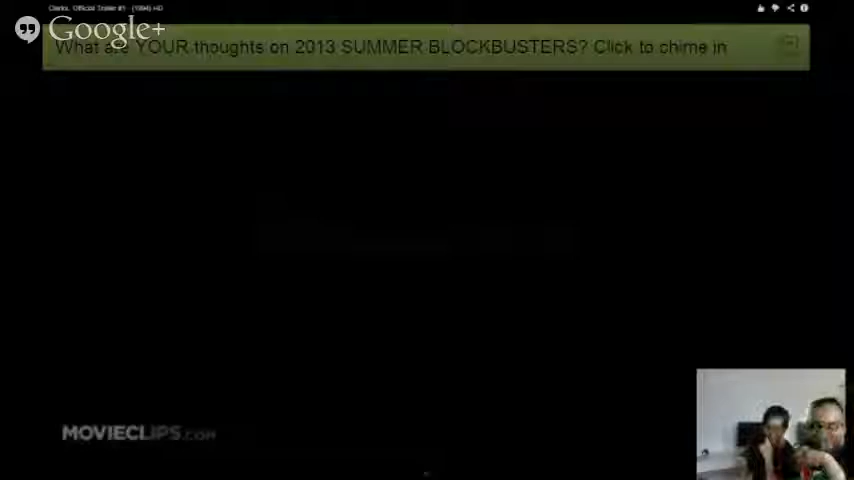 Clerks. Official Trailer #1 - (1994) HD
Google+
What are YOUR thoughts on 2013 SUMMER BLOCKBUSTERS? Click to chime in
MOVIECLIPS.COM